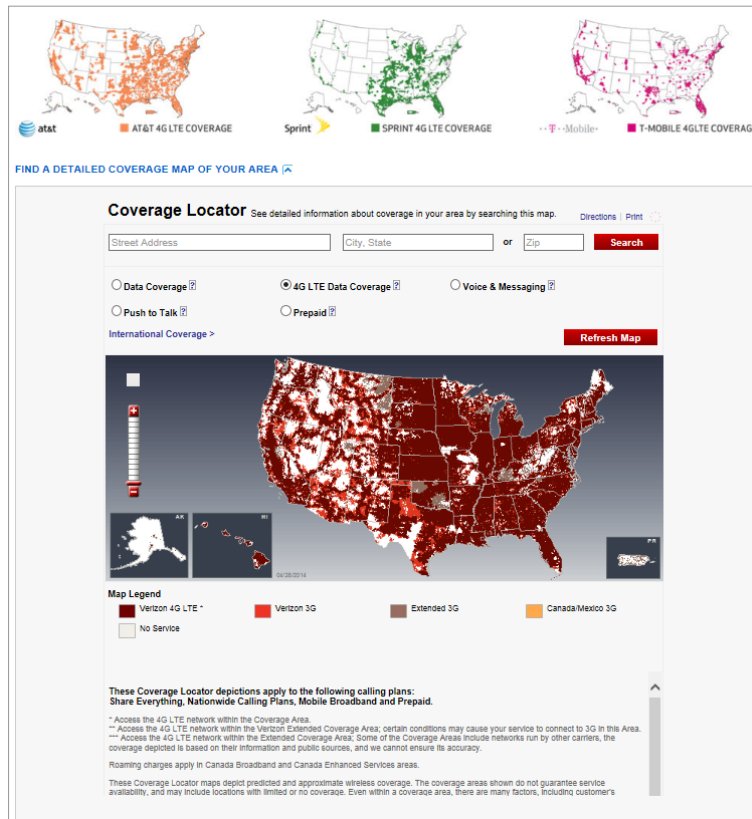 at&t
AT&T 4G LTE COVERAGE
Sprint
SPRINT 4G LTE COVERAGE
T-Mobile
T-MOBILE 4GLTE COVERAG
FIND A DETAILED COVERAGE MAP OF YOUR AREA
Coverage Locator See detailed information about coverage in your area by searching this map. Directions | Print
Street Address City, State or Zip Search
Data Coverage ? 4G LTE Data Coverage ? Voice & Messaging ?
Push to Talk ? Prepaid ?
International Coverage >
Refresh Map
AK HI PR
Map Legend
Verizon 4G LTE * Verizon 3G Extended 3G Canada/Mexico 3G
No Service
These Coverage Locator depictions apply to the following calling plans:
Share Everything, Nationwide Calling Plans, Mobile Broadband and Prepaid.
* Access the 4G LTE network within the Coverage Area.
** Access the 4G LTE network within the Verizon Extended Coverage Area; certain conditions may cause your service to connect to 3G in this Area.
*** Access the 4G LTE network within the Extended Coverage Area; Some of the Coverage Areas include networks run by other carriers, the
coverage depicted is based on their information and public sources, and we cannot ensure its accuracy.
Roaming charges apply in Canada Broadband and Canada Enhanced Services areas.
These Coverage Locator maps depict predicted and approximate wireless coverage. The coverage areas shown do not guarantee service
availability, and may include locations with limited or no coverage. Even within a coverage area, there are many factors, including customer's